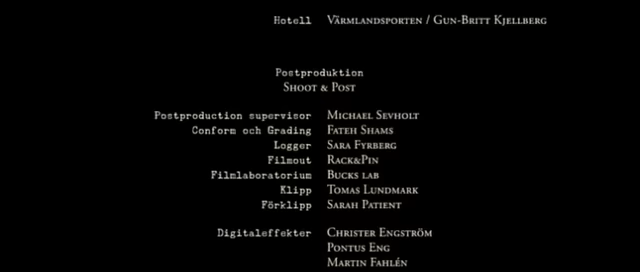 Hotell Värmlandsporten / Gun-Britt Kjellberg
Postproduktion
Shoot & Post
Postproduction supervisor Michael Sevholt
Conform och Grading Fateh Shams
Logger Sara Fyrberg
Filmout Rack&Pin
Filmlaboratorium Bucks lab
Klipp Tomas Lundmark
Förklipp Sarah Patient
Digitaleffekter Christer Engström
Pontus Eng
Martin Fahlén